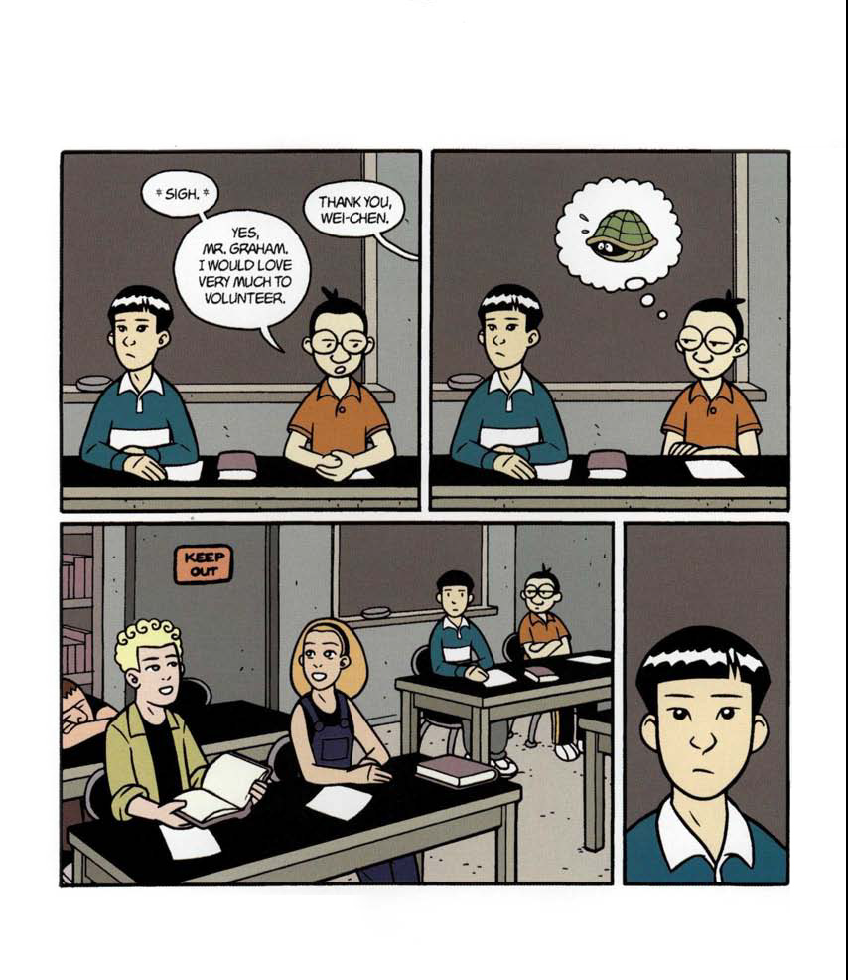 * SIGH. *
YES,
MR. GRAHAM.
I WOULD LOVE
VERY MUCH TO
VOLUNTEER.
THANK YOU,
WEI-CHEN.
KEEP
OUT